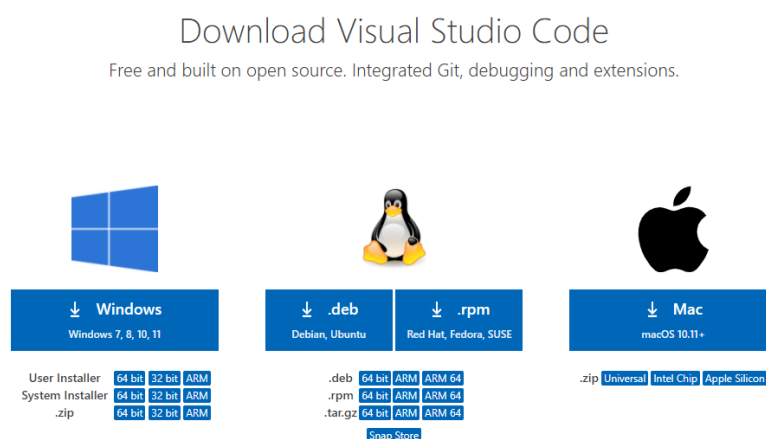 Download Visual Studio Code
Free and built on open source. Integrated Git, debugging and extensions.
Windows
Windows 7, 8, 10, 11
User Installer 64 bit 32 bit ARM
System Installer 64 bit 32 bit ARM
.zip 64 bit 32 bit ARM
.deb
Debian, Ubuntu
.rpm
Red Hat, Fedora, SUSE
.deb 64 bit ARM ARM 64
.rpm 64 bit ARM ARM 64
.tar.gz 64 bit ARM ARM 64
Snap Store
Mac
macOS 10.11+
.zip Universal Intel Chip Apple Silicon